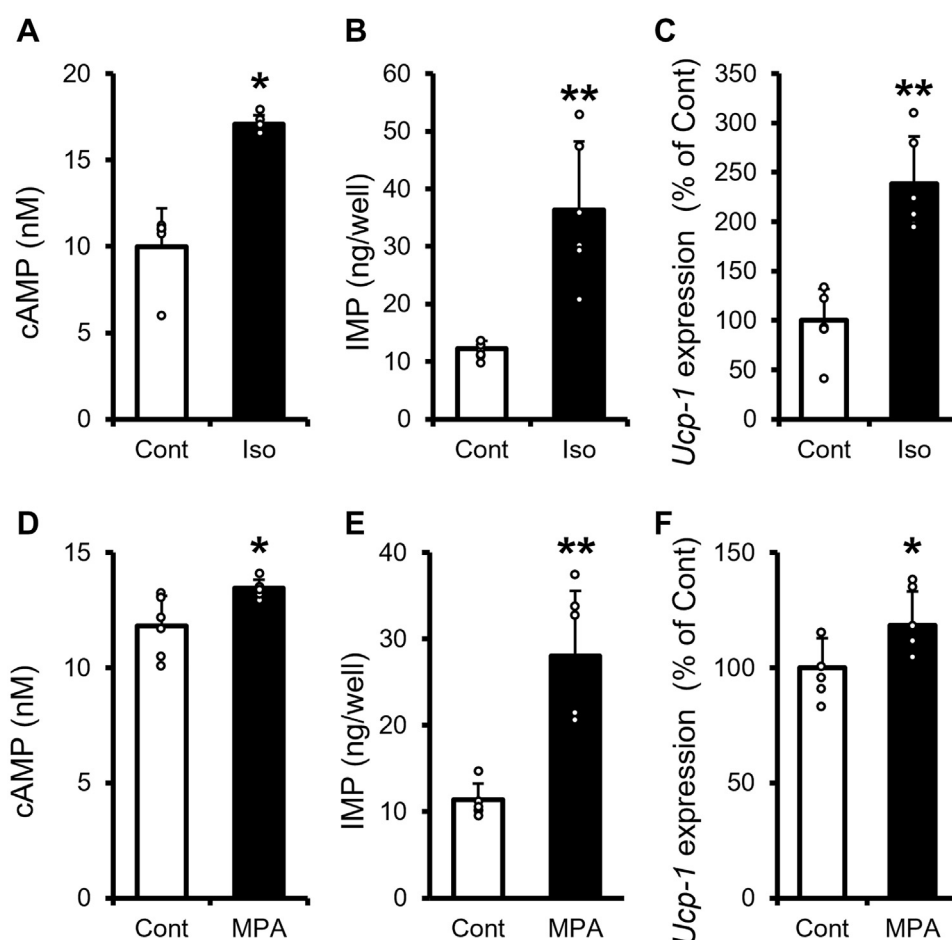 A
cAMP (nM)
20
15
10
5
0
*
Cont Iso
B
IMP (ng/well)
60
50
40
30
20
10
0
**
Cont Iso
C
Ucp-1 expression (% of Cont)
350
300
250
200
150
100
50
0
**
Cont Iso
D
cAMP (nM)
15
10
5
0
*
Cont MPA
E
IMP (ng/well)
40
30
20
10
0
**
Cont MPA
F
Ucp-1 expression (% of Cont)
150
100
50
0
*
Cont MPA